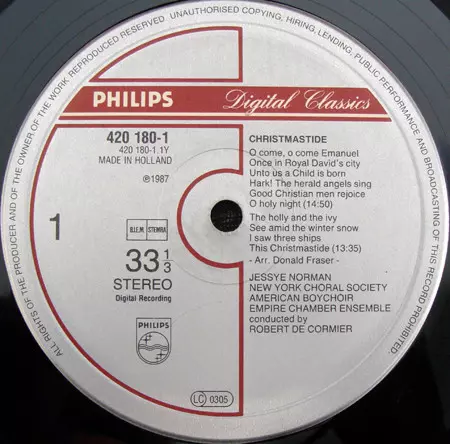 ALL RIGHTS OF THE PRODUCER AND OF THE OWNER OF THE WORK REPRODUCED RESERVED. UNAUTHORISED COPYING, HIRING, LENDING, PUBLIC PERFORMANCE AND BROADCASTING OF THIS RECORD PROHIBITED.
PHILIPS
Digital Classics
420 180-1
420 180-1.1Y
MADE IN HOLLAND
℗1987
1
B.I.E.M.
STEMRA
33 1/3
STEREO
Digital Recording
PHILIPS
CHRISTMASTIDE
O come, o come Emanuel
Once in Royal David's city
Unto us a Child is born
Hark! The herald angels sing
Good Christian men rejoice
O holy night (14:50)
The holly and the ivy
See amid the winter snow
I saw three ships
This Christmastide (13:35)
- Arr. Donald Fraser -
JESSYE NORMAN
NEW YORK CHORAL SOCIETY
AMERICAN BOYCHOIR
EMPIRE CHAMBER ENSEMBLE
conducted by
ROBERT DE CORMIER
LC 0305